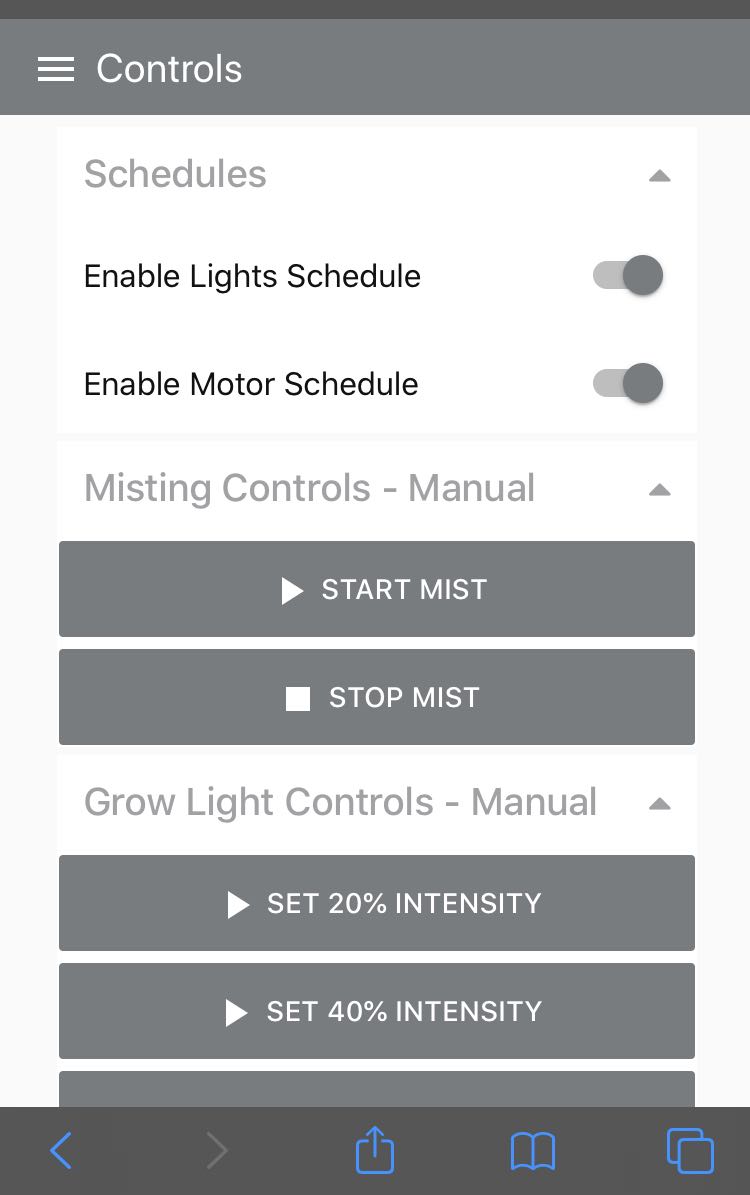 Controls
Schedules
Enable Lights Schedule
Enable Motor Schedule
Misting Controls - Manual
START MIST
STOP MIST
Grow Light Controls - Manual
SET 20% INTENSITY
SET 40% INTENSITY